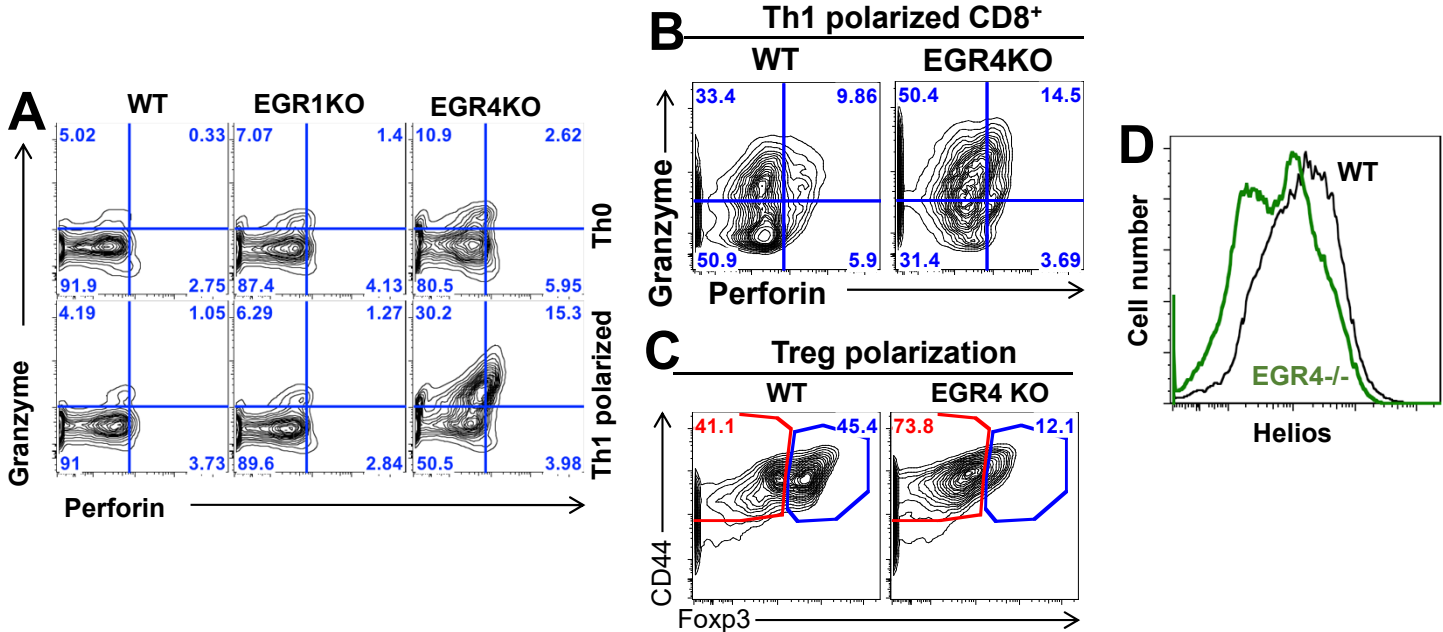 A
WT
EGR1KO
EGR4KO
5.02
0.33
7.07
1.4
10.9
2.62
91.9
2.75
87.4
4.13
80.5
5.95
Th0
4.19
1.05
6.29
1.27
30.2
15.3
91
3.73
89.6
2.84
50.5
3.98
Th1 polarized
Granzyme
Perforin
B
Th1 polarized CD8⁺
WT
EGR4KO
33.4
9.86
50.4
14.5
50.9
5.9
31.4
3.69
Granzyme
Perforin
C
Treg polarization
WT
EGR4 KO
41.1
45.4
73.8
12.1
CD44
Foxp3
D
WT
EGR4-/-
Cell number
Helios